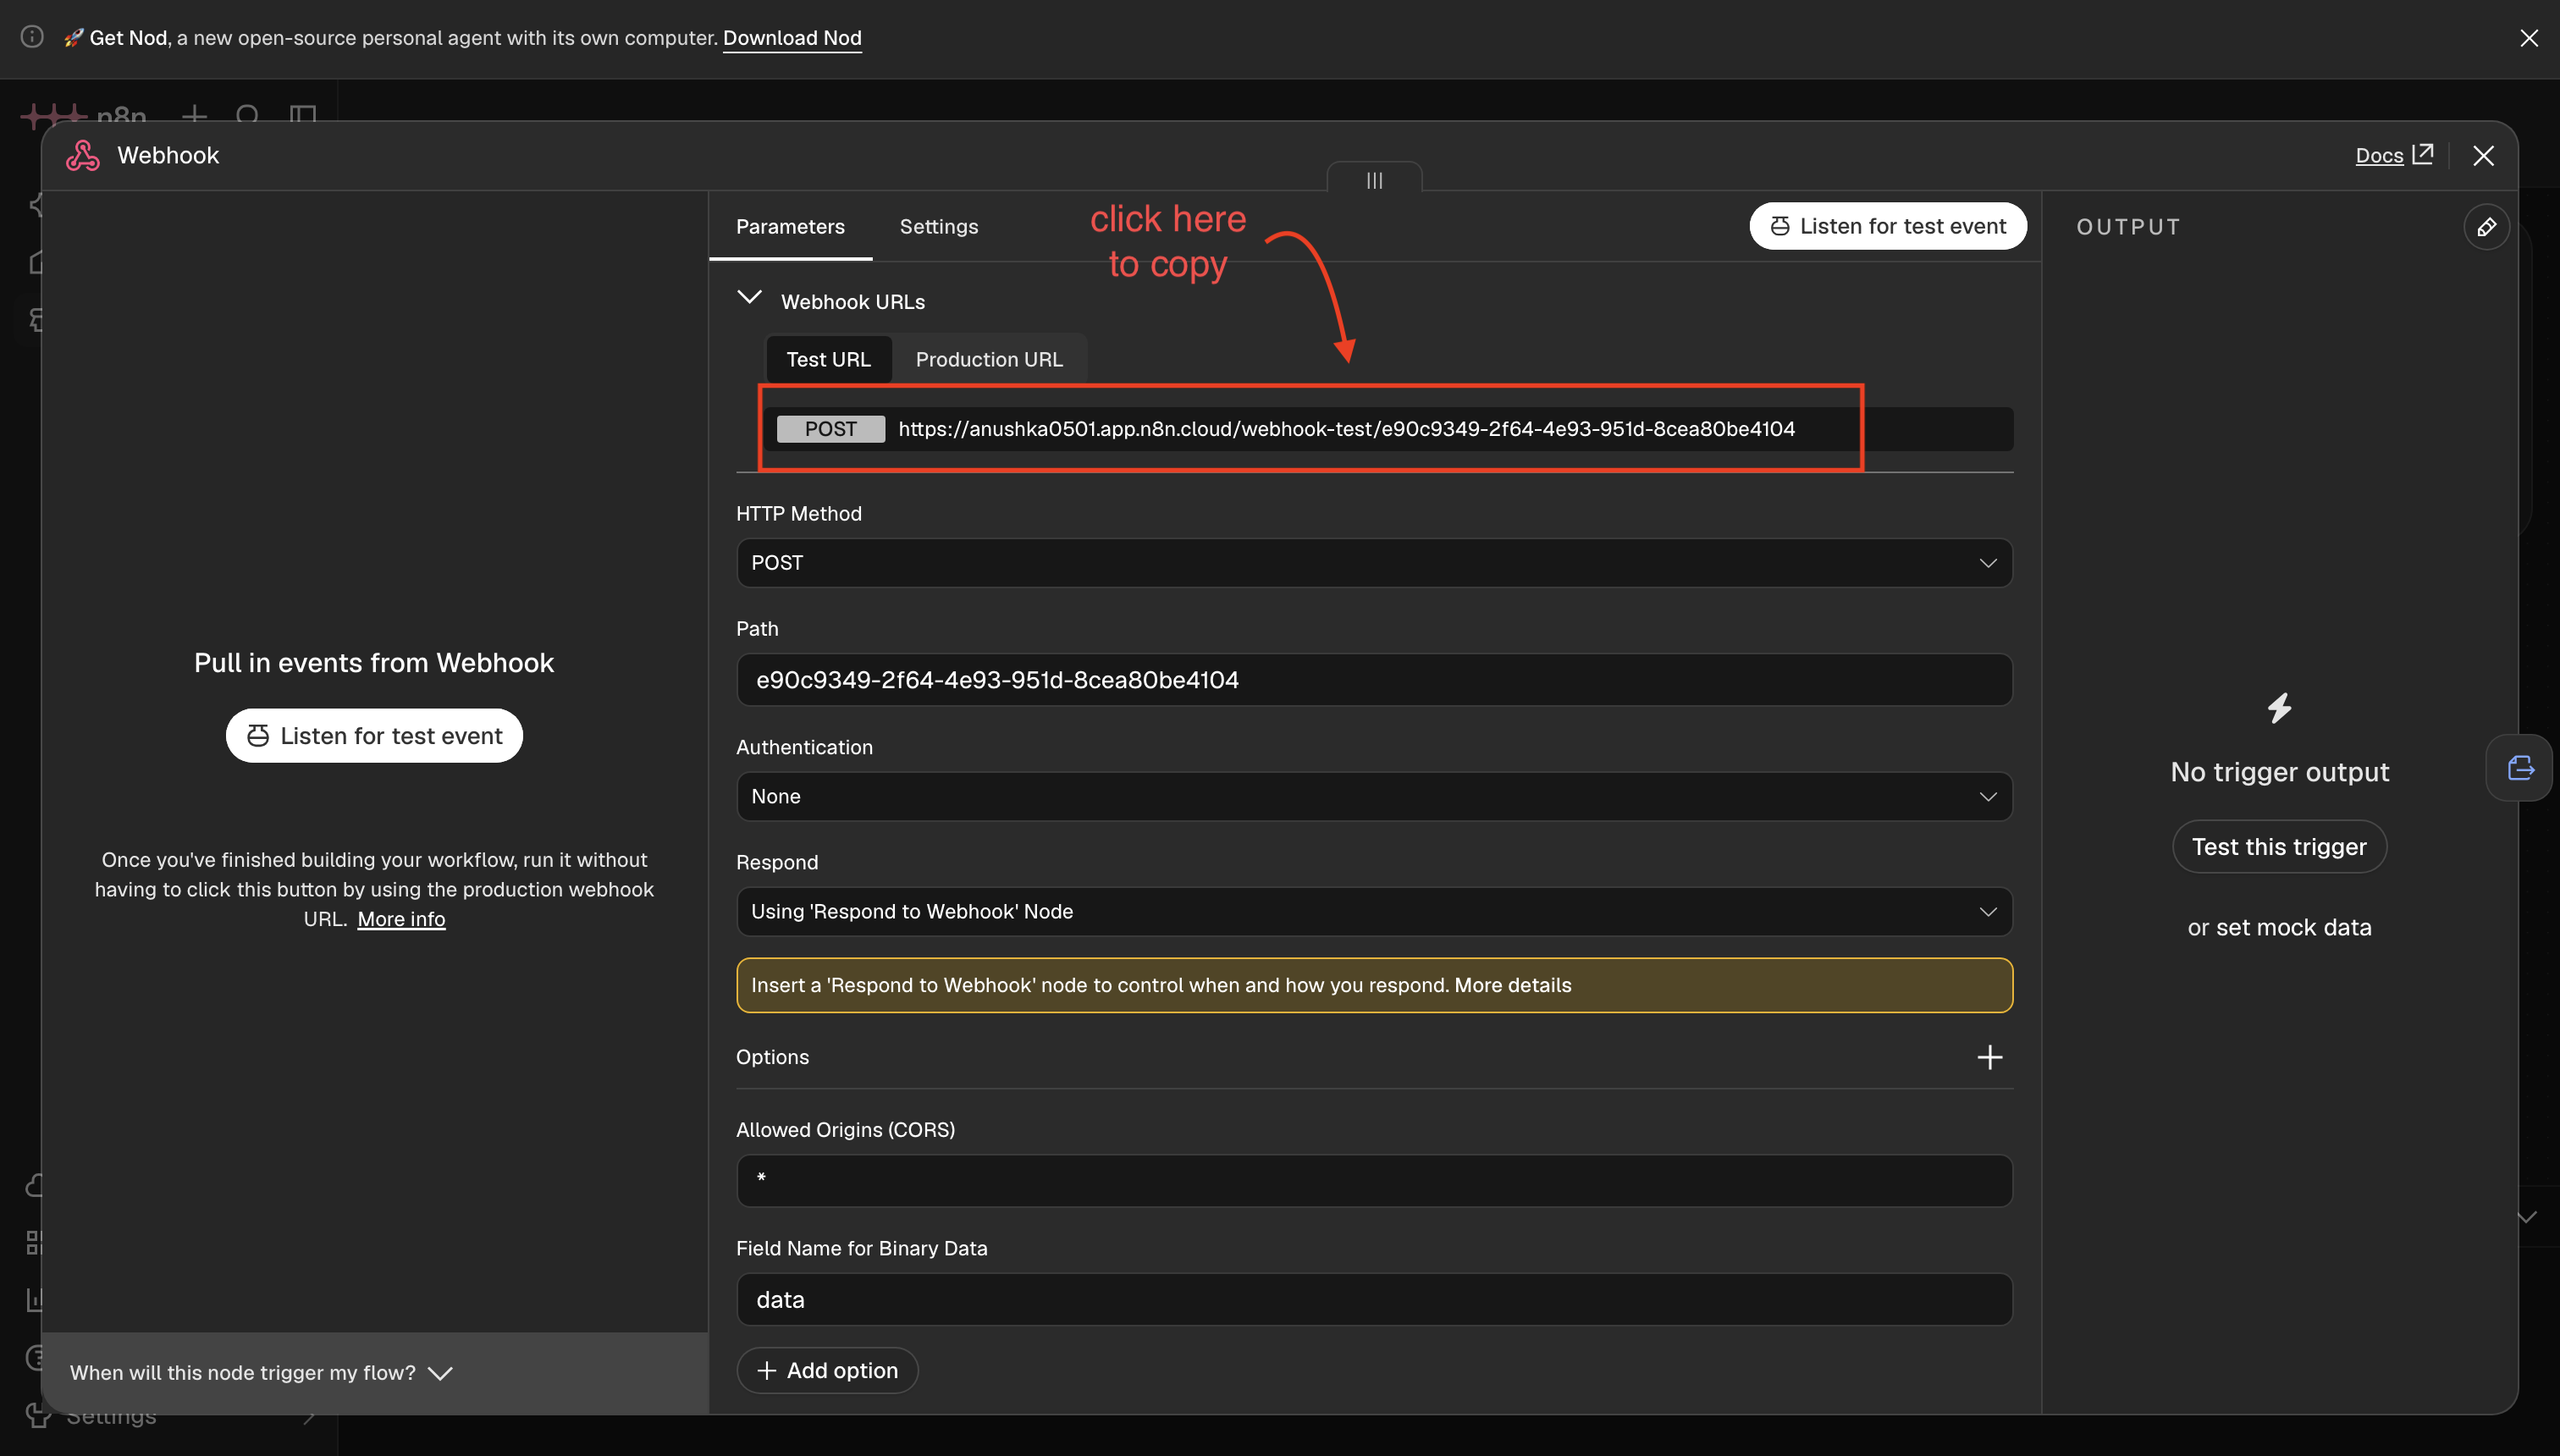 🚀 Get Nod, a new open-source personal agent with its own computer. Download Nod
n8n
Webhook
Docs
Parameters
Settings
click here
to copy
Listen for test event
OUTPUT
Webhook URLs
Test URL
Production URL
POST
https://anushka0501.app.n8n.cloud/webhook-test/e90c9349-2f64-4e93-951d-8cea80be4104
HTTP Method
POST
Path
e90c9349-2f64-4e93-951d-8cea80be4104
Authentication
None
Respond
Using 'Respond to Webhook' Node
Insert a 'Respond to Webhook' node to control when and how you respond. More details
Options
Allowed Origins (CORS)
*
Field Name for Binary Data
data
Add option
Pull in events from Webhook
Listen for test event
Once you've finished building your workflow, run it without
having to click this button by using the production webhook
URL. More info
When will this node trigger my flow?
Settings
No trigger output
Test this trigger
or set mock data